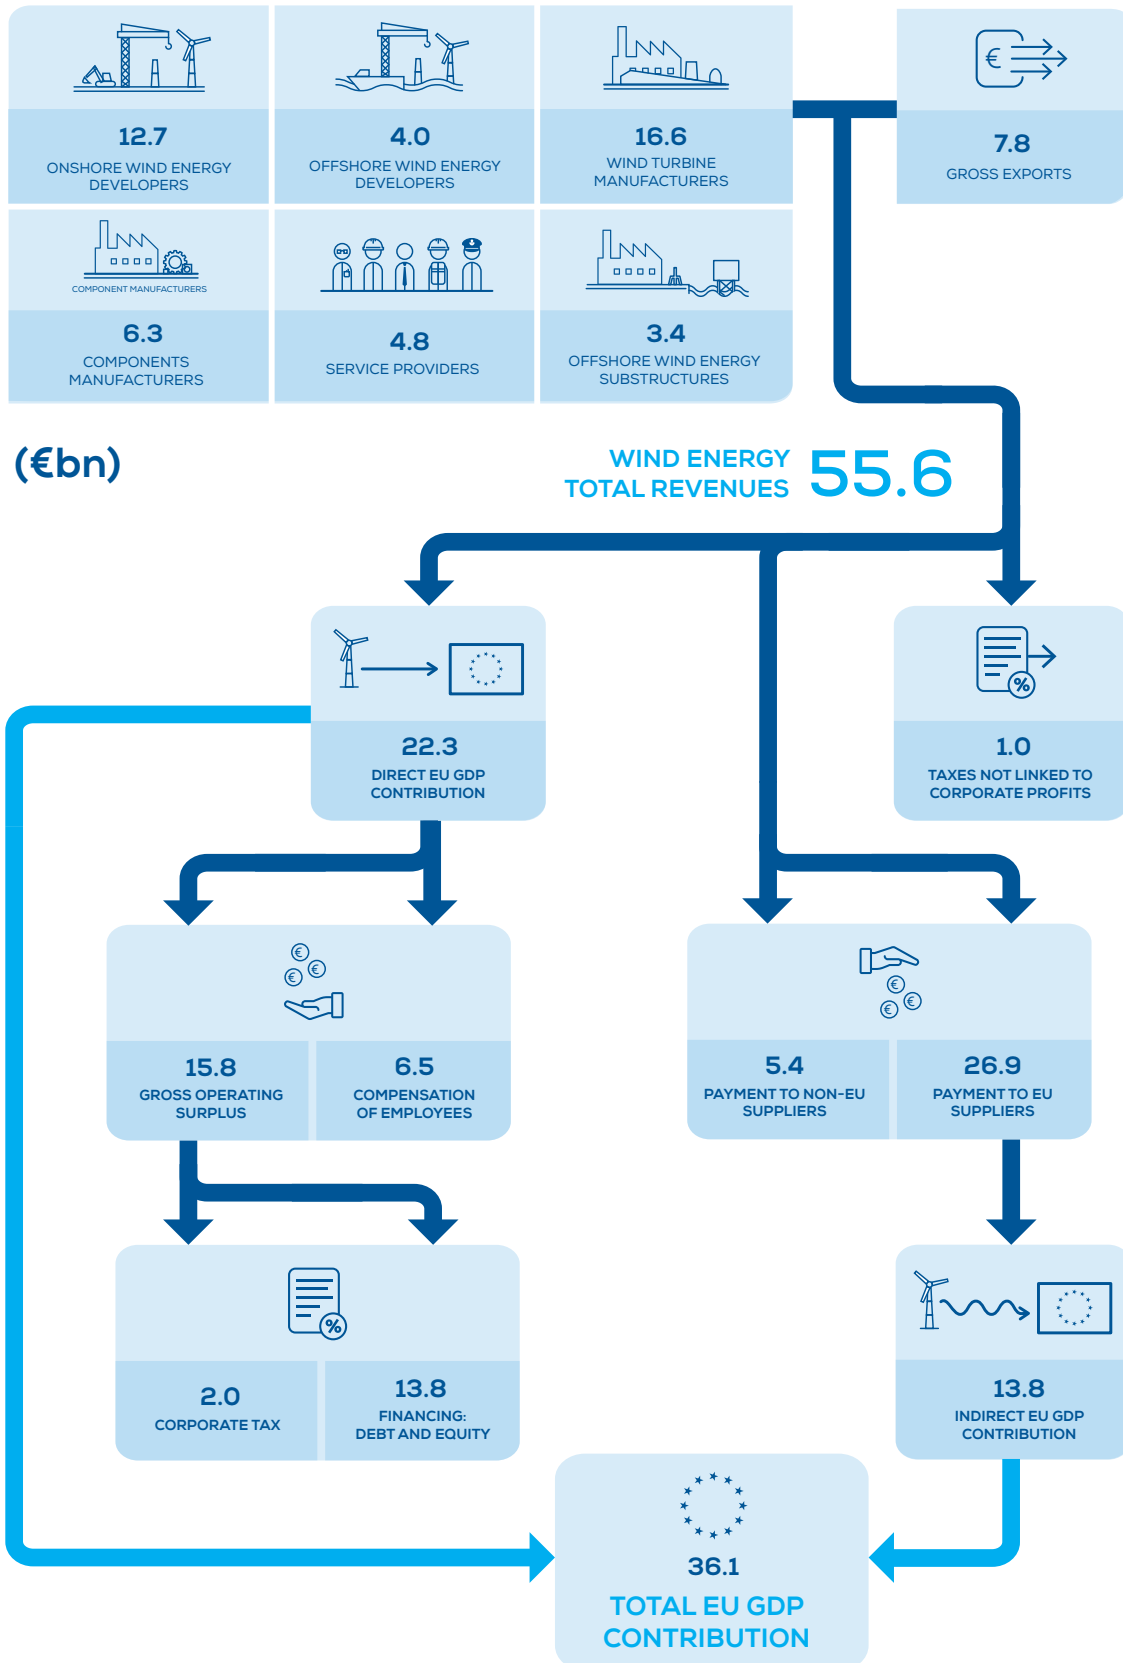 12.7
ONSHORE WIND ENERGY
DEVELOPERS
4.0
OFFSHORE WIND ENERGY
DEVELOPERS
16.6
WIND TURBINE
MANUFACTURERS
€
7.8
GROSS EXPORTS
COMPONENT MANUFACTURERS
6.3
COMPONENTS
MANUFACTURERS
4.8
SERVICE PROVIDERS
3.4
OFFSHORE WIND ENERGY
SUBSTRUCTURES
(€bn)
WIND ENERGY
TOTAL REVENUES
55.6
22.3
DIRECT EU GDP
CONTRIBUTION
%
1.0
TAXES NOT LINKED TO
CORPORATE PROFITS
€
€
€
15.8
GROSS OPERATING
SURPLUS
6.5
COMPENSATION
OF EMPLOYEES
€
€
€
5.4
PAYMENT TO NON-EU
SUPPLIERS
26.9
PAYMENT TO EU
SUPPLIERS
%
2.0
CORPORATE TAX
13.8
FINANCING:
DEBT AND EQUITY
13.8
INDIRECT EU GDP
CONTRIBUTION
36.1
TOTAL EU GDP
CONTRIBUTION